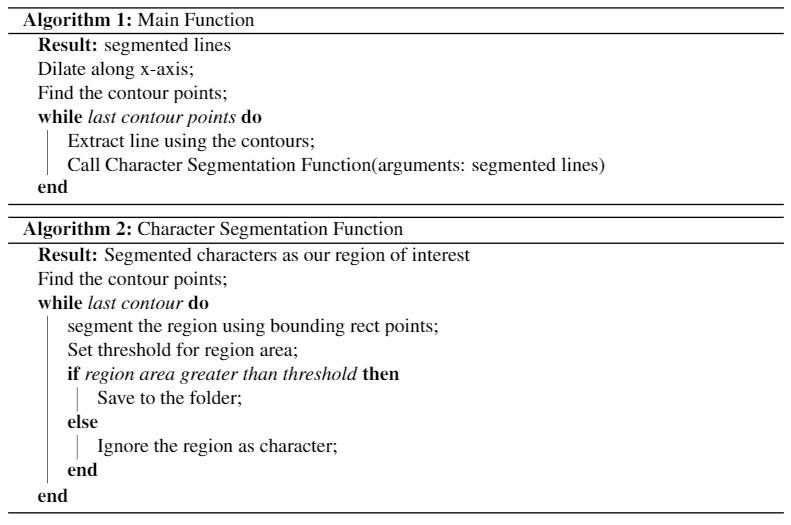 Algorithm 1: Main Function
Result: segmented lines
Dilate along x-axis;
Find the contour points;
while last contour points do
Extract line using the contours;
Call Character Segmentation Function(arguments: segmented lines)
end
Algorithm 2: Character Segmentation Function
Result: Segmented characters as our region of interest
Find the contour points;
while last contour do
segment the region using bounding rect points;
Set threshold for region area;
if region area greater than threshold then
Save to the folder;
else
Ignore the region as character;
end
end